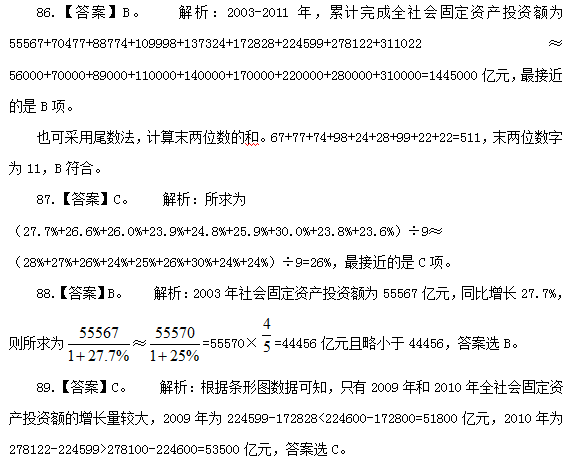 86.【答案】B。 解析：2003-2011 年，累计完成全社会固定资产投资额为
55567+70477+88774+109998+137324+172828+224599+278122+311022 ≈
56000+70000+89000+110000+140000+170000+220000+280000+310000=1445000 亿元，最接近
的是 B 项。
也可采用尾数法，计算末两位数的和。67+77+74+98+24+28+99+22+22=511，末两位数字
为 11，B 符合。
87.【答案】C。 解析：所求为
（27.7%+26.6%+26.0%+23.9%+24.8%+25.9%+30.0%+23.8%+23.6%）÷9≈
（28%+27%+26%+24%+25%+26%+30%+24%+24%）÷9=26%，最接近的是 C 项。
88.【答案】B。 解析：2003 年社会固定资产投资额为 55567 亿元，同比增长 27.7%，
则所求为 55567/(1+27.7%) ≈ 55570/(1+25%) =55570× 4/5 =44456 亿元且略小于 44456，答案选 B。
89.【答案】C。 解析：根据条形图数据可知，只有 2009 年和 2010 年全社会固定资
产投资额的增长量较大，2009 年为 224599-172828<224600-172800=51800 亿元，2010 年为
278122-224599>278100-224600=53500 亿元，答案选 C。